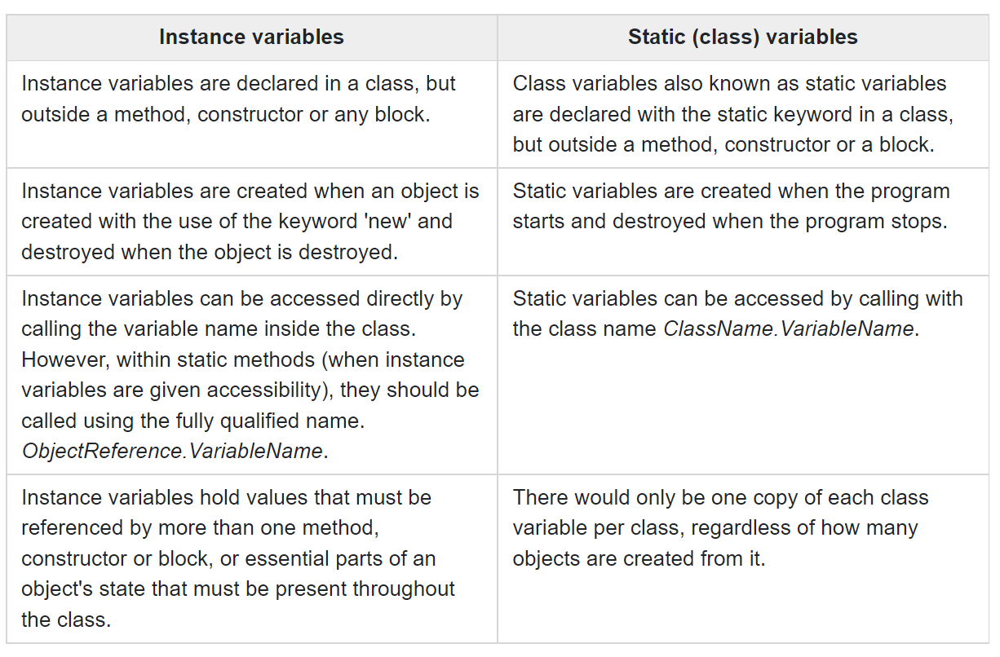 Instance variables
Static (class) variables
Instance variables are declared in a class, but
outside a method, constructor or any block.
Class variables also known as static variables
are declared with the static keyword in a class,
but outside a method, constructor or a block.
Instance variables are created when an object is
created with the use of the keyword 'new' and
destroyed when the object is destroyed.
Static variables are created when the program
starts and destroyed when the program stops.
Instance variables can be accessed directly by
calling the variable name inside the class.
However, within static methods (when instance
variables are given accessibility), they should be
called using the fully qualified name.
ObjectReference.VariableName.
Static variables can be accessed by calling with
the class name ClassName.VariableName.
Instance variables hold values that must be
referenced by more than one method,
constructor or block, or essential parts of an
object's state that must be present throughout
the class.
There would only be one copy of each class
variable per class, regardless of how many
objects are created from it.